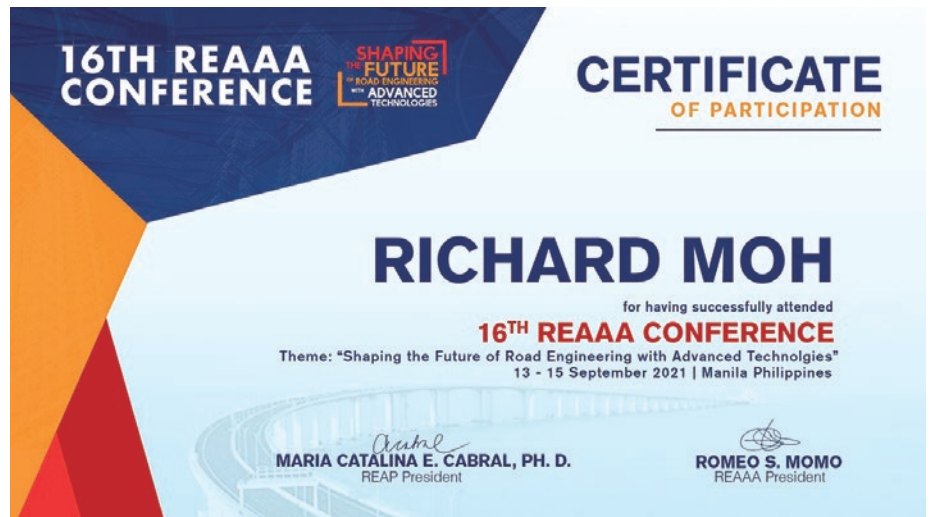 16TH REAAA
CONFERENCE
SHAPING
THE FUTURE
OF ROAD ENGINEERING
WITH ADVANCED
TECHNOLOGIES
CERTIFICATE
OF PARTICIPATION
RICHARD MOH
for having successfully attended
16TH REAAA CONFERENCE
Theme: “Shaping the Future of Road Engineering with Advanced Technolgies”
13 - 15 September 2021 | Manila Philippines
MARIA CATALINA E. CABRAL, PH. D.
REAP President
ROMEO S. MOMO
REAAA President